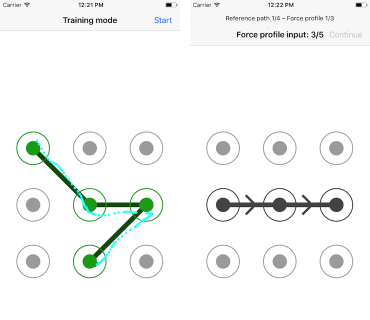 Carrier 12:21 PM
Training mode Start
Carrier 12:22 PM
Reference path 1/4 – Force profile 1/3
Force profile input: 3/5 Continue